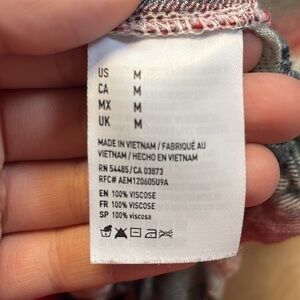 US M
CA M
MX M
UK M
MADE IN VIETNAM / FABRIQUÉ AU
VIETNAM / HECHO EN VIETNAM
RN 54485/CA 03873
RFC# AEM120605U9A
EN 100% VISCOSE
FR 100% VISCOSE
SP 100% viscosa